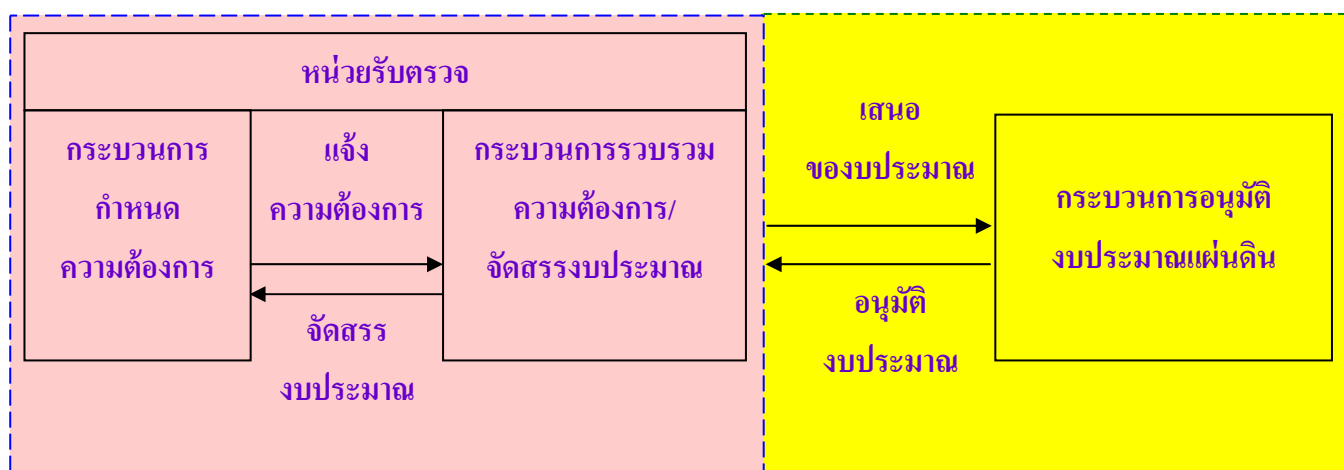 หน่วยรับตรวจ
กระบวนการ
กำหนด
ความต้องการ
แจ้ง
ความต้องการ
จัดสรร
งบประมาณ
กระบวนการรวบรวม
ความต้องการ/
จัดสรรงบประมาณ
เสนอ
ของบประมาณ
อนุมัติ
งบประมาณ
กระบวนการอนุมัติ
งบประมาณแผ่นดิน